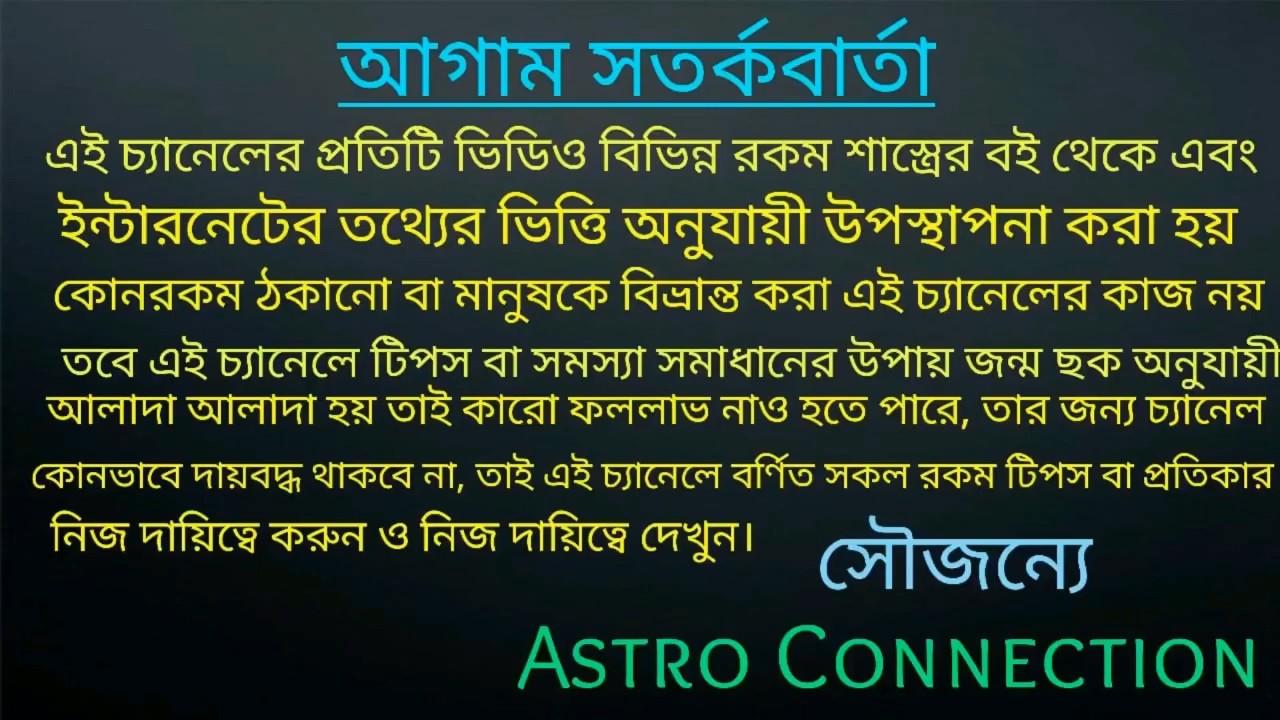 আগাম সতর্কবার্তা
এই চ্যানেলের প্রতিটি ভিডিও বিভিন্ন রকম শাস্ত্রের বই থেকে এবং
ইন্টারনেটের তথ্যের ভিত্তি অনুযায়ী উপস্থাপনা করা হয়
কোনরকম ঠকানো বা মানুষকে বিভ্রান্ত করা এই চ্যানেলের কাজ নয়
তবে এই চ্যানেলে টিপস বা সমস্যা সমাধানের উপায় জন্ম ছক অনুযায়ী
আলাদা আলাদা হয় তাই কারো ফললাভ নাও হতে পারে, তার জন্য চ্যানেল
কোনভাবে দায়বদ্ধ থাকবে না, তাই এই চ্যানেলে বর্ণিত সকল রকম টিপস বা প্রতিকার
নিজ দায়িত্বে করুন ও নিজ দায়িত্বে দেখুন।
সৌজন্যে
ASTRO CONNECTION